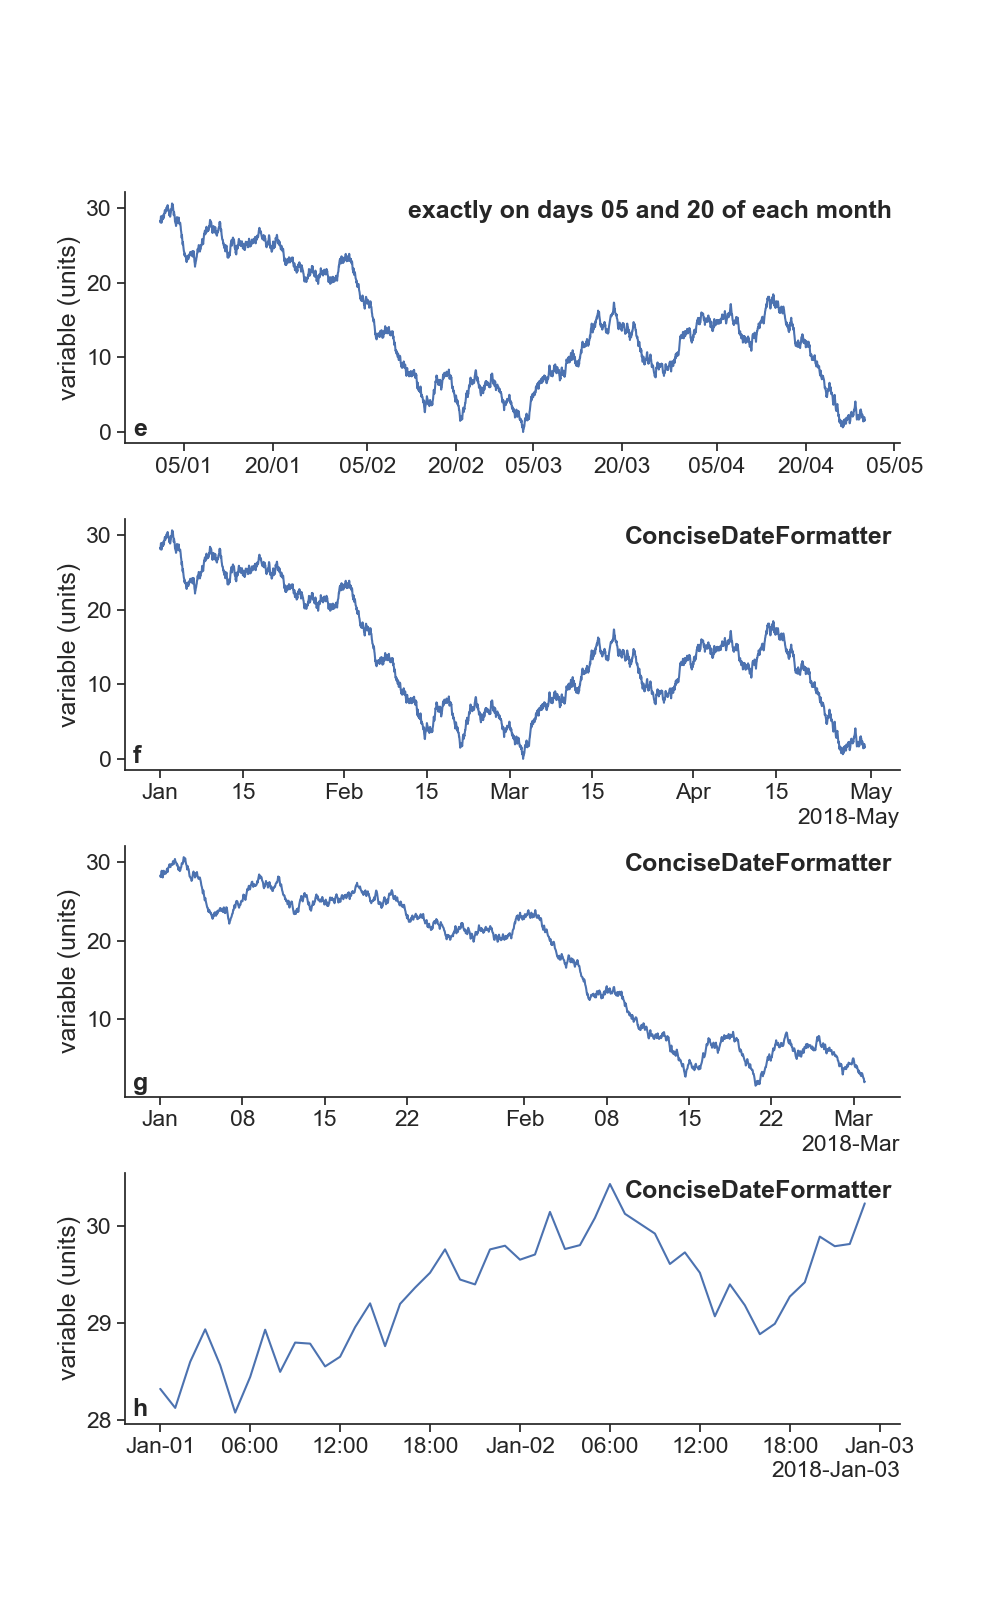 exactly on days 05 and 20 of each month
30
20
10
0
variable (units)
e
05/01 20/01 05/02 20/02 05/03 20/03 05/04 20/04 05/05
ConciseDateFormatter
30
20
10
0
variable (units)
f
Jan 15 Feb 15 Mar 15 Apr 15 May
2018-May
ConciseDateFormatter
30
20
10
variable (units)
g
Jan 08 15 22 Feb 08 15 22 Mar
2018-Mar
ConciseDateFormatter
30
29
28
variable (units)
h
Jan-01 06:00 12:00 18:00 Jan-02 06:00 12:00 18:00 Jan-03
2018-Jan-03